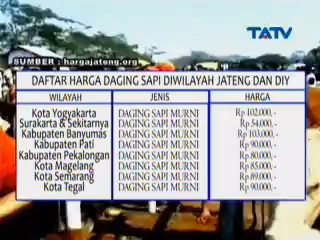 TATV
SUMBER : hargajateng.org
DAFTAR HARGA DAGING SAPI DIWILAYAH JATENG DAN DIY
WILAYAH JENIS HARGA
Kota Yogyakarta DAGING SAPI MURNI Rp 102.000,-
Surakarta & Sekitarnya DAGING SAPI MURNI Rp 54.000,-
Kabupaten Banyumas DAGING SAPI MURNI Rp 103.000,-
Kabupaten Pati DAGING SAPI MURNI Rp 90.000,-
Kabupaten Pekalongan DAGING SAPI MURNI Rp 80.000,-
Kota Magelang DAGING SAPI MURNI Rp 85.000,-
Kota Semarang DAGING SAPI MURNI Rp 89.000,-
Kota Tegal DAGING SAPI MURNI Rp 90.000,-